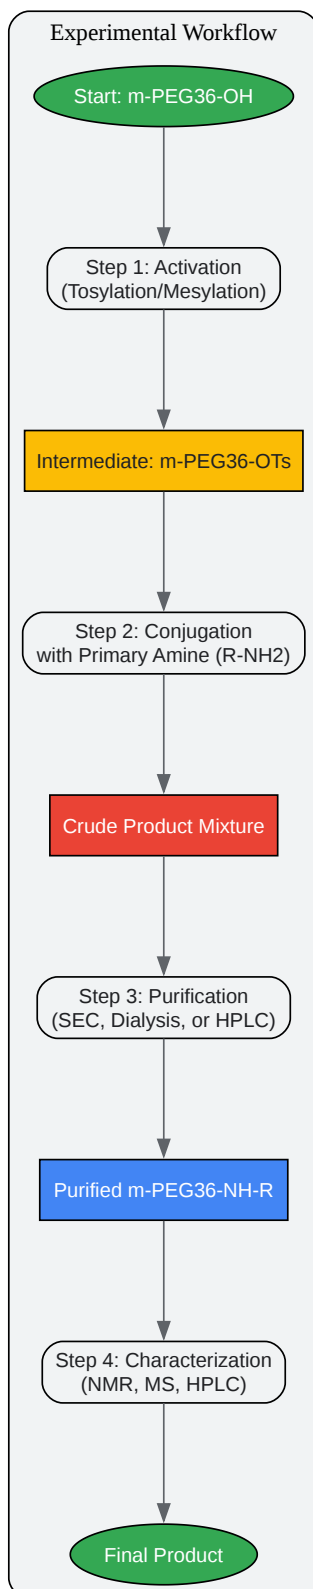 Experimental Workflow
Start: m-PEG36-OH
Step 1: Activation
(Tosylation/Mesylation)
Intermediate: m-PEG36-OTs
Step 2: Conjugation
with Primary Amine (R-NH2)
Crude Product Mixture
Step 3: Purification
(SEC, Dialysis, or HPLC)
Purified m-PEG36-NH-R
Step 4: Characterization
(NMR, MS, HPLC)
Final Product